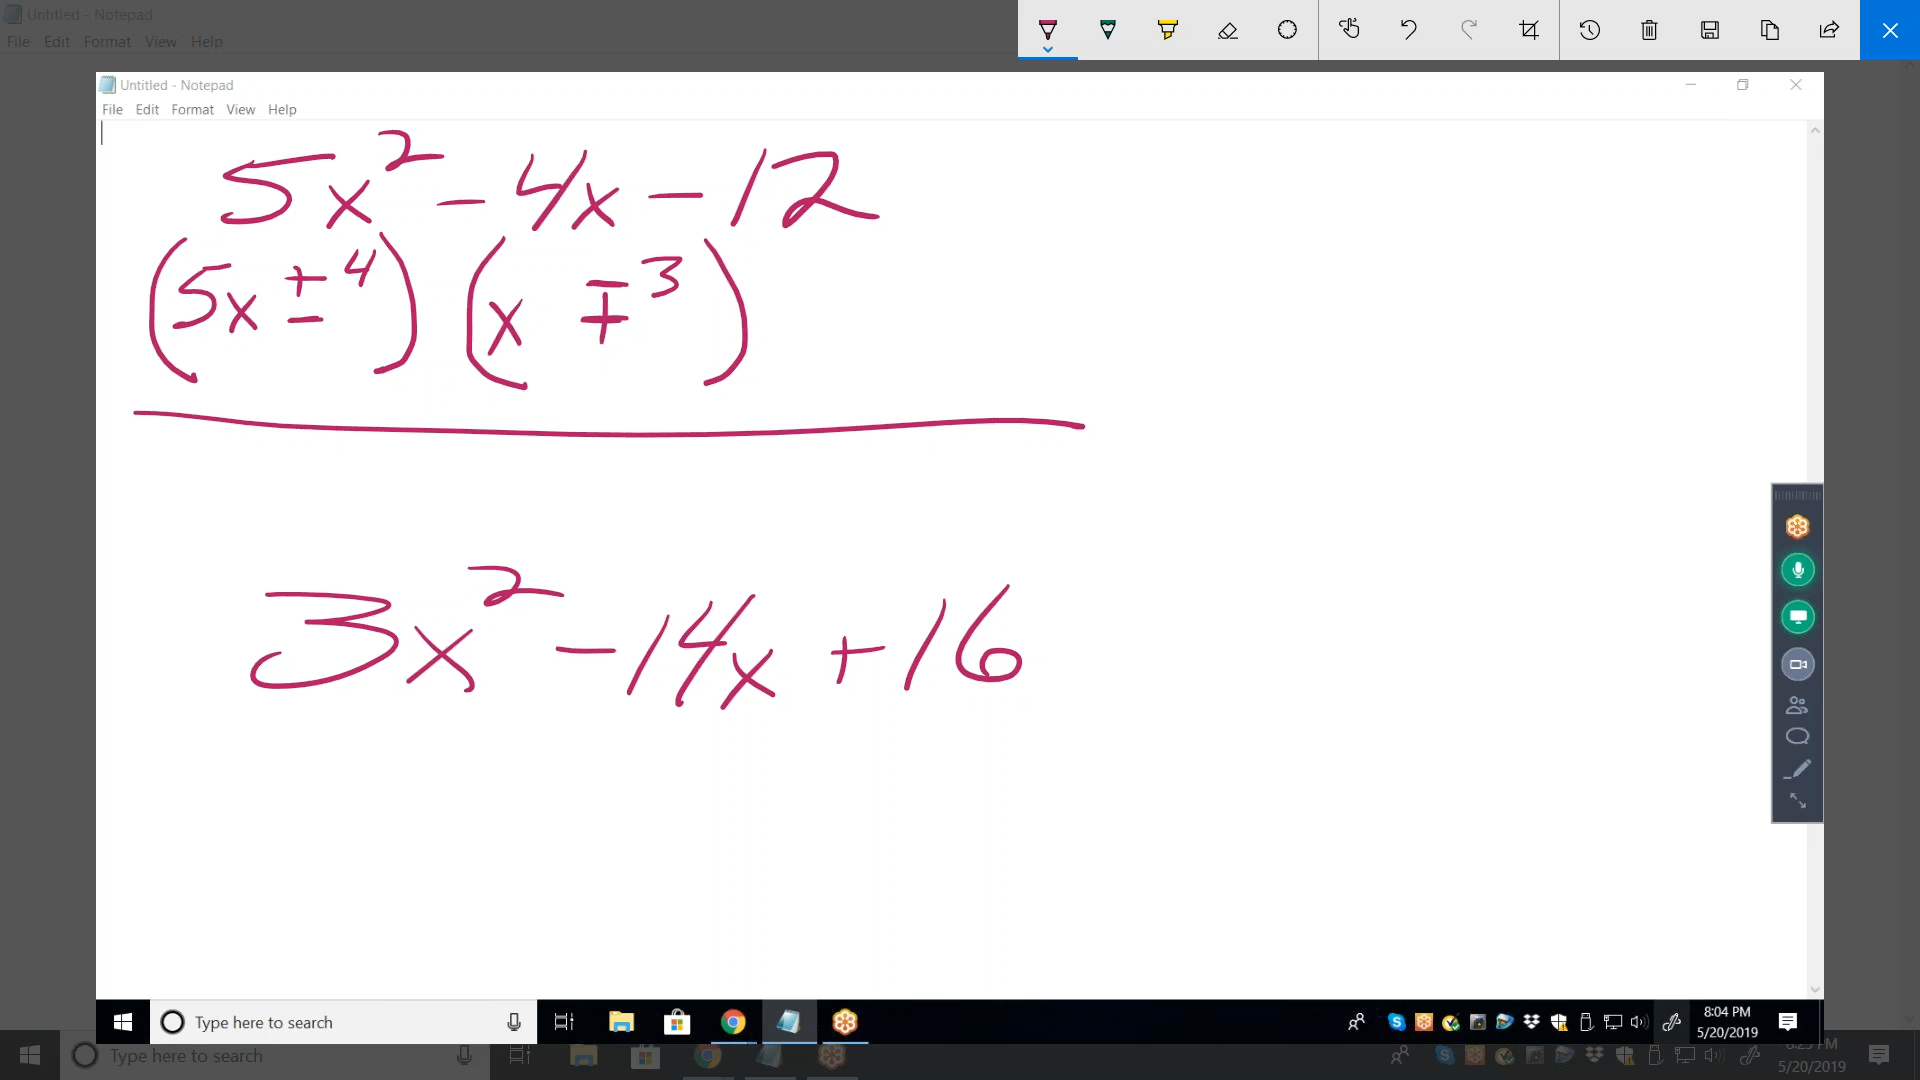 Untitled - Notepad
File Edit Format View Help
Untitled - Notepad
File Edit Format View Help
5x² - 4x - 12
(5x ± 4) (x ∓ 3)
3x² - 14x + 16
Type here to search
8:04 PM
5/20/2019
Type here to search
PM
5/20/2019